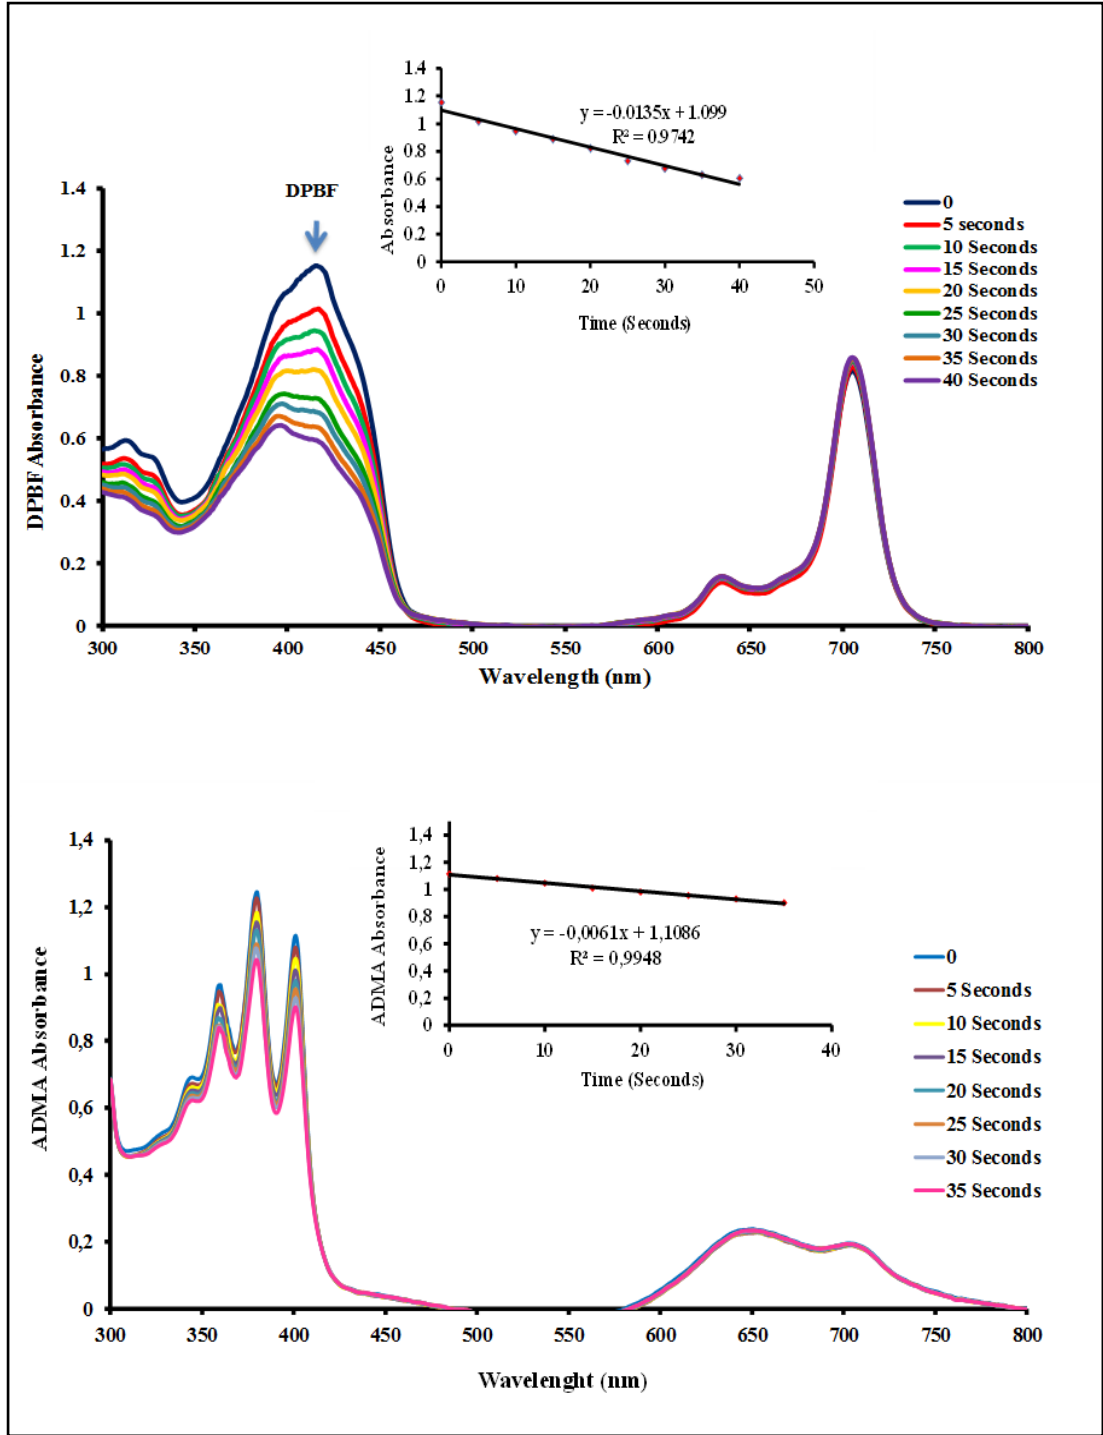 1.4
1.2
1
0.8
0.6
0.4
0.2
0
Absorbance
y = -0.0135x + 1.099
R² = 0.9742
0 10 20 30 40 50
Time (Seconds)
DPBF
1.4
1.2
1
0.8
0.6
0.4
0.2
0
DPBF Absorbance
300 350 400 450 500 550 600 650 700 750 800
Wavelength (nm)
0
5 seconds
10 Seconds
15 Seconds
20 Seconds
25 Seconds
30 Seconds
35 Seconds
40 Seconds
1,4
1,2
1
0,8
0,6
0,4
0,2
0
ADMA Absorbance
y = -0,0061x + 1,1086
R² = 0,9948
0 10 20 30 40
Time (Seconds)
1,4
1,2
1
0,8
0,6
0,4
0,2
0
ADMA Absorbance
300 350 400 450 500 550 600 650 700 750 800
Wavelenght (nm)
0
5 Seconds
10 Seconds
15 Seconds
20 Seconds
25 Seconds
30 Seconds
35 Seconds